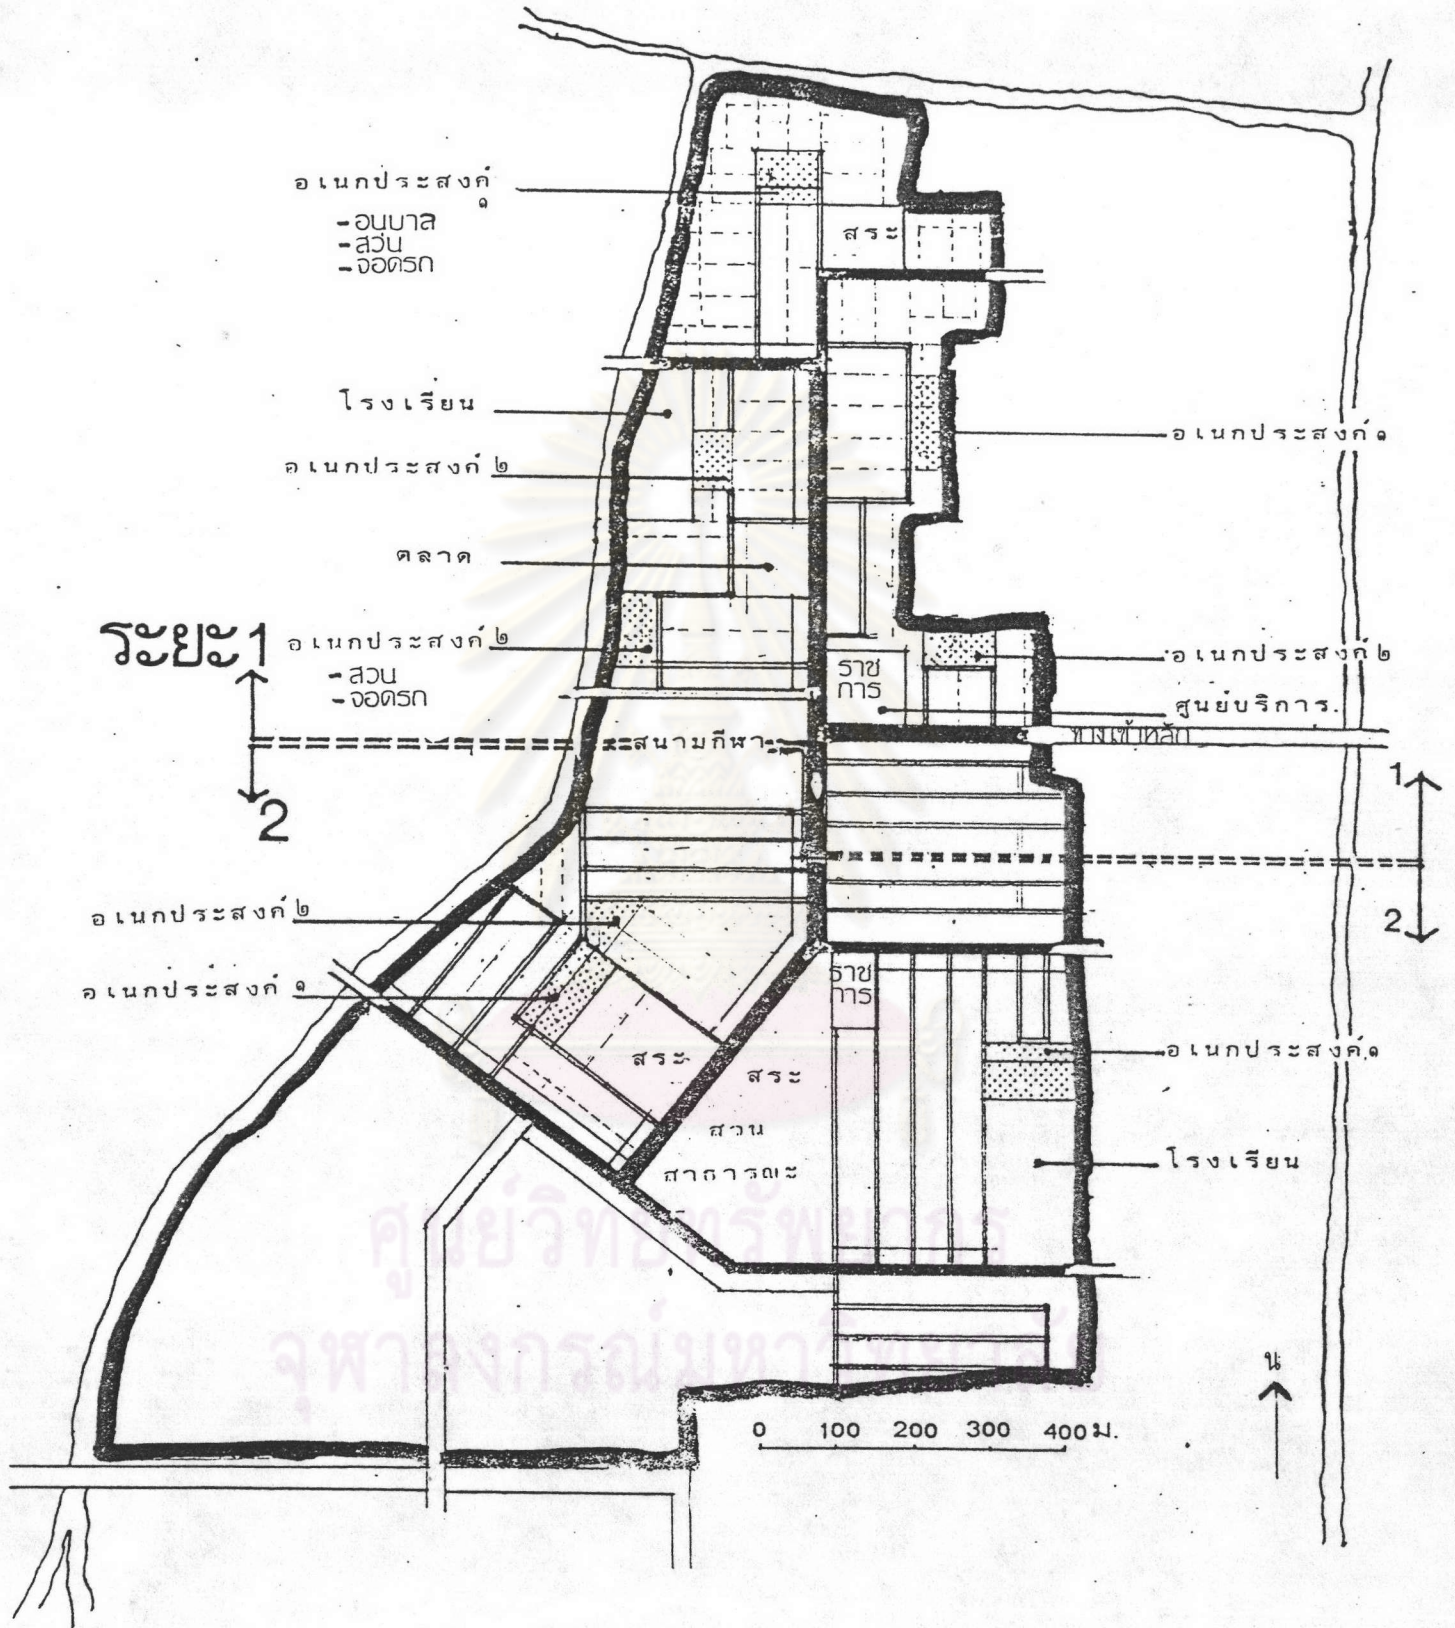 อเนกประสงค์
๑
-อนุบาล
-สวน
-จอดรถ
สระ
โรงเรียน
อเนกประสงค์ ๑
อเนกประสงค์ ๒
ตลาด
ระยะ1
อเนกประสงค์ ๒
-สวน
-จอดรถ
ราช
การ
อเนกประสงค์ ๒
ศูนย์บริการ
สนามกีฬา
ทางเข้าหลัก
2
1
2
อเนกประสงค์ ๒
อเนกประสงค์ ๑
ราช
การ
สระ
สระ
อเนกประสงค์ ๑
สวน
สาธารณะ
โรงเรียน
ศูนย์วิทยทรัพยากร
จุฬาลงกรณ์มหาวิทยาลัย
น
0 100 200 300 400 ม.